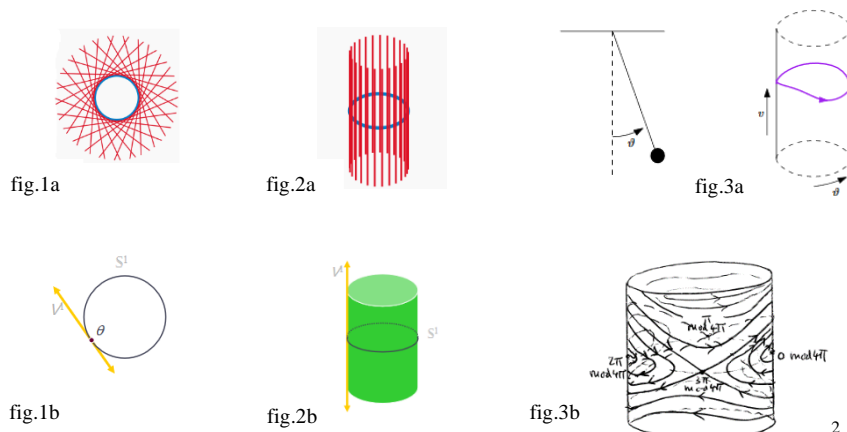 ϑ
v
ϑ
fig.1a
fig.2a
fig.3a
S¹
V¹
θ
V¹
S¹
π
mod 4π
2π
mod 4π
0 mod 4π
3π
mod 4π
fig.1b
fig.2b
fig.3b
2